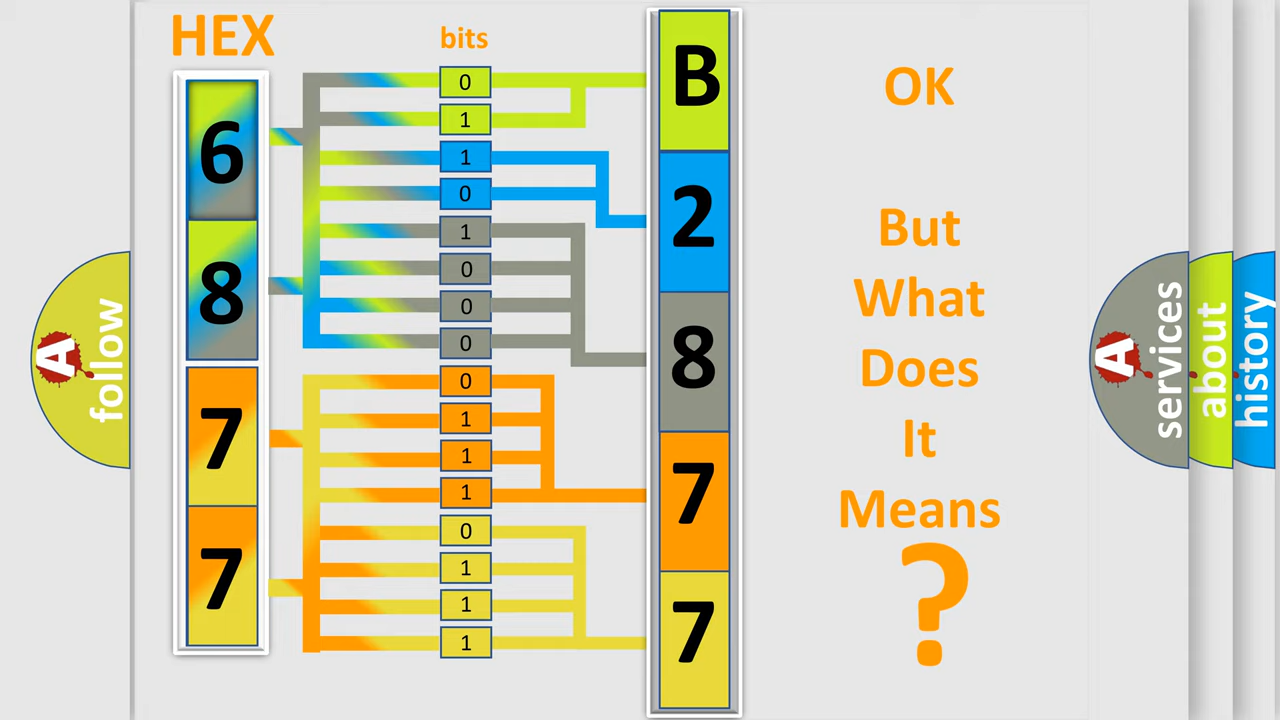 HEX
bits
6
8
7
7
0
1
1
0
1
0
0
0
0
1
1
1
0
1
1
1
B
2
8
7
7
OK
But
What
Does
It
Means
?
A
follow
A
services
about
history